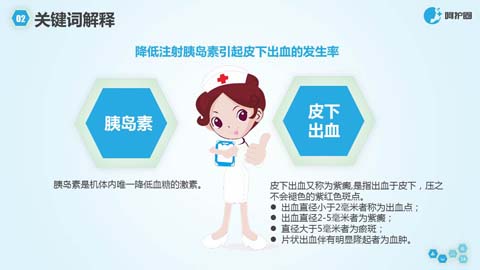 02 关键词解释
呵护圈
降低注射胰岛素引起皮下出血的发生率
胰岛素
皮下
出血
胰岛素是机体内唯一降低血糖的激素。
皮下出血又称为紫癜,是指出血于皮下，压之
不会褪色的紫红色斑点。
● 出血直径小于2毫米者称为出血点；
● 出血直径2-5毫米者为紫癜；
● 直径大于5毫米者为瘀斑；
● 片状出血伴有明显隆起者为血肿。